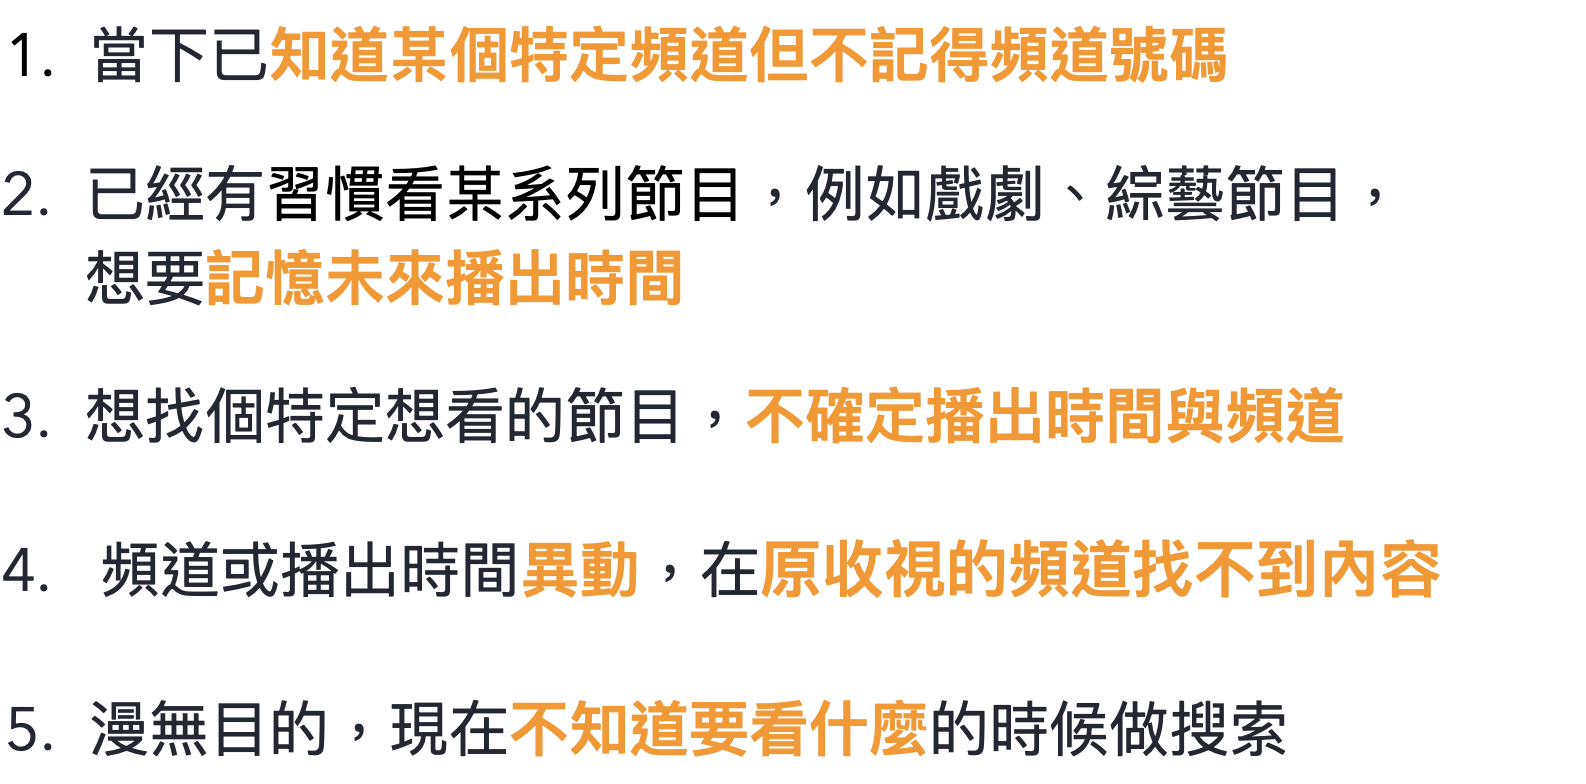 1. 當下已知道某個特定頻道但不記得頻道號碼
2. 已經有習慣看某系列節目，例如戲劇、綜藝節目，
想要記憶未來播出時間
3. 想找個特定想看的節目，不確定播出時間與頻道
4. 頻道或播出時間異動，在原收視的頻道找不到內容
5. 漫無目的，現在不知道要看什麼的時候做搜索